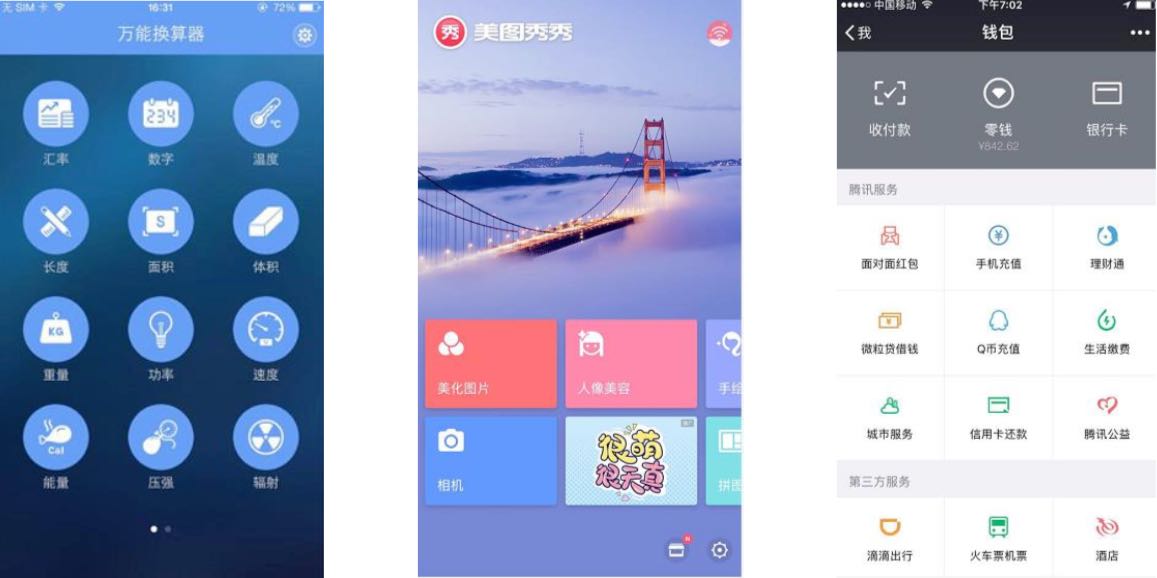 无 SIM 卡
16:31
72%
万能换算器
汇率
234
数字
°C
温度
长度
S
面积
体积
KG
重量
功率
速度
Cal
能量
压强
辐射
秀 美图秀秀
美化图片
人像美容
手绘
相机
很萌
很天真
拼图
N
中国移动
下午7:02
我
钱包
收付款
零钱
¥842.62
银行卡
腾讯服务
面对面红包
手机充值
理财通
微粒贷借钱
Q币充值
生活缴费
城市服务
信用卡还款
腾讯公益
第三方服务
滴滴出行
火车票机票
酒店